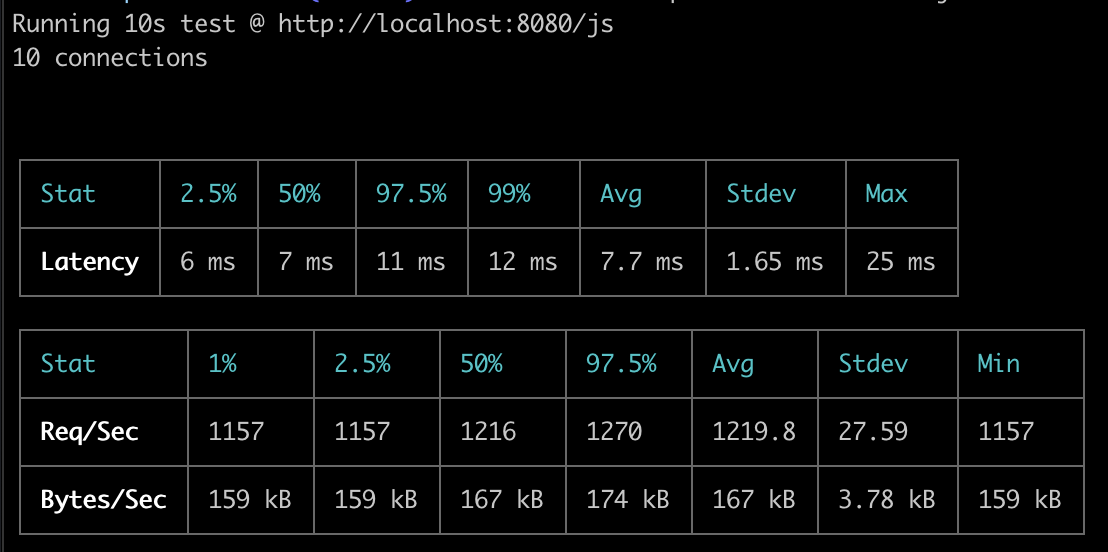 Running 10s test @ http://localhost:8080/js
10 connections
Stat 2.5% 50% 97.5% 99% Avg Stdev Max
Latency 6 ms 7 ms 11 ms 12 ms 7.7 ms 1.65 ms 25 ms
Stat 1% 2.5% 50% 97.5% Avg Stdev Min
Req/Sec 1157 1157 1216 1270 1219.8 27.59 1157
Bytes/Sec 159 kB 159 kB 167 kB 174 kB 167 kB 3.78 kB 159 kB